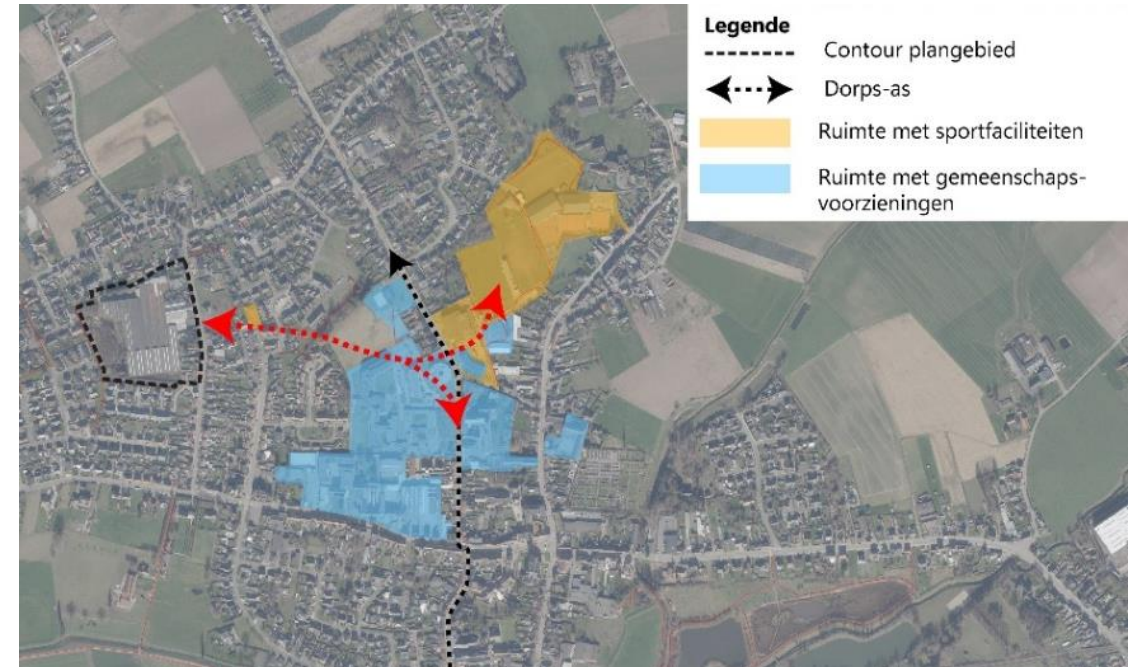 Legende
Contour plangebied
Dorps-as
Ruimte met sportfaciliteiten
Ruimte met gemeenschaps-
voorzieningen